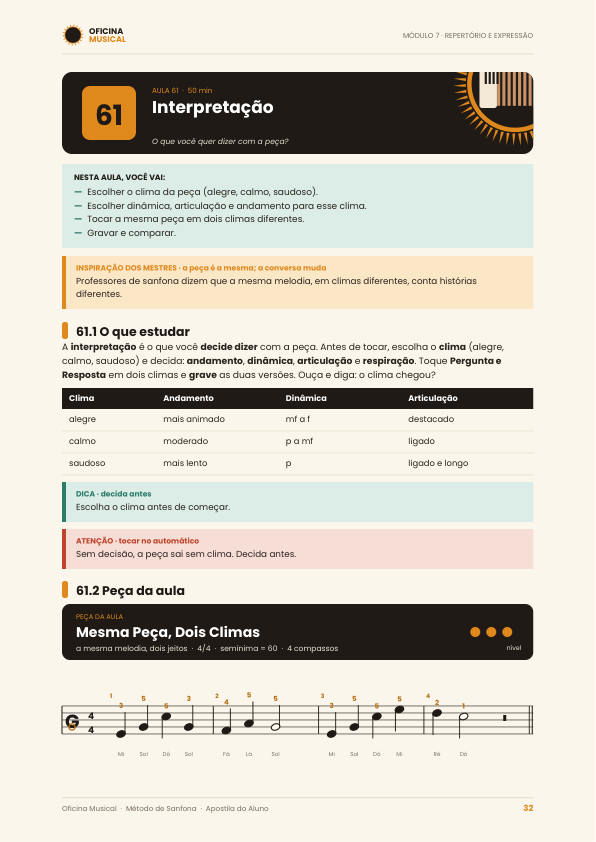 OFICINA
MUSICAL
MÓDULO 7 · REPERTÓRIO E EXPRESSÃO
61
AULA 61 · 50 min
Interpretação
O que você quer dizer com a peça?
NESTA AULA, VOCÊ VAI:
— Escolher o clima da peça (alegre, calmo, saudoso).
— Escolher dinâmica, articulação e andamento para esse clima.
— Tocar a mesma peça em dois climas diferentes.
— Gravar e comparar.
INSPIRAÇÃO DOS MESTRES · a peça é a mesma; a conversa muda
Professores de sanfona dizem que a mesma melodia, em climas diferentes, conta histórias
diferentes.
61.1 O que estudar
A interpretação é o que você decide dizer com a peça. Antes de tocar, escolha o clima (alegre,
calmo, saudoso) e decida: andamento, dinâmica, articulação e respiração. Toque Pergunta e
Resposta em dois climas e grave as duas versões. Ouça e diga: o clima chegou?
Clima Andamento Dinâmica Articulação
alegre mais animado mf a f destacado
calmo moderado p a mf ligado
saudoso mais lento p ligado e longo
DICA · decida antes
Escolha o clima antes de começar.
ATENÇÃO · tocar no automático
Sem decisão, a peça sai sem clima. Decida antes.
61.2 Peça da aula
PEÇA DA AULA
Mesma Peça, Dois Climas
a mesma melodia, dois jeitos · 4/4 · semínima = 60 · 4 compassos
nível
1 3 5 5 3 2 4 5 5 3 3 5 5 5 4 2 1
G 4 4
Mi Sol Dó Sol Fá Lá Sol Mi Sol Dó Mi Ré Dó
Oficina Musical · Método de Sanfona · Apostila do Aluno
32